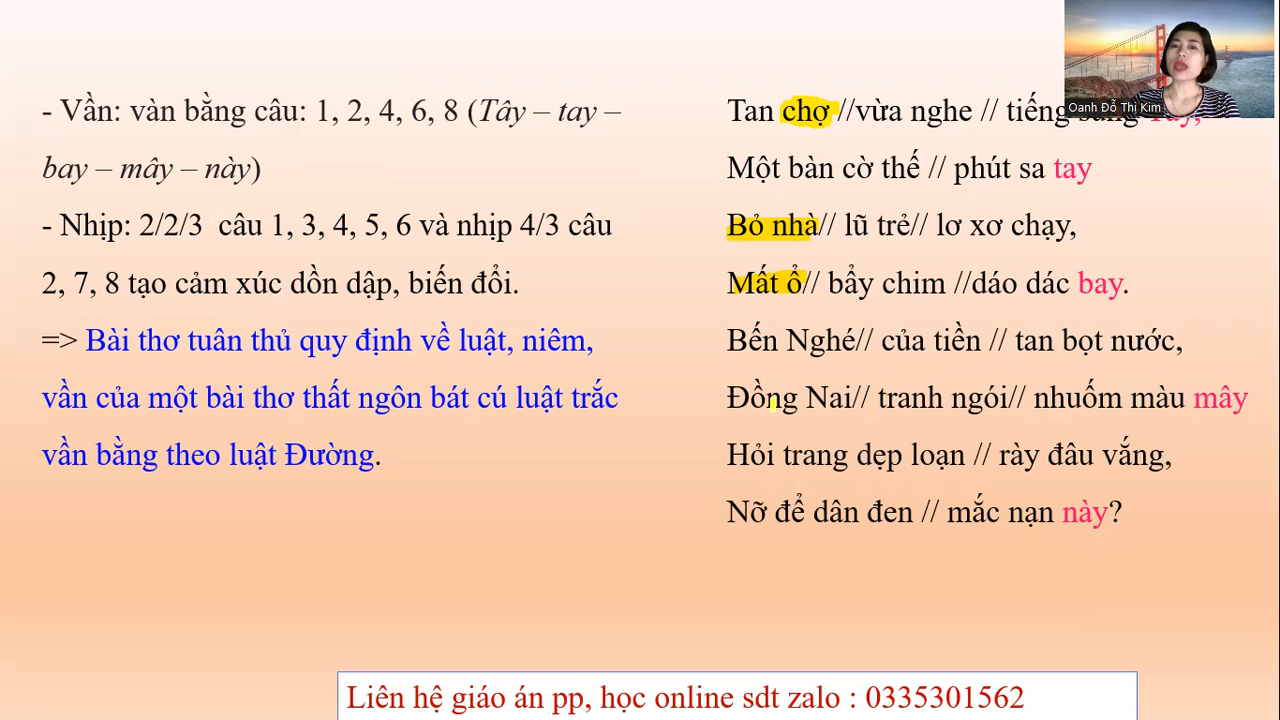 - Vần: vàn bằng câu: 1, 2, 4, 6, 8 (Tây – tay –
bay – mây – này)
- Nhịp: 2/2/3 câu 1, 3, 4, 5, 6 và nhịp 4/3 câu
2, 7, 8 tạo cảm xúc dồn dập, biến đổi.
=> Bài thơ tuân thủ quy định về luật, niêm,
vần của một bài thơ thất ngôn bát cú luật trắc
vần bằng theo luật Đường.
Tan chợ //vừa nghe // tiếng
Một bàn cờ thế // phút sa tay
Bỏ nhà// lũ trẻ// lơ xơ chạy,
Mất ổ// bẩy chim //dáo dác bay.
Bến Nghé// của tiền // tan bọt nước,
Đồng Nai// tranh ngói// nhuốm màu mây
Hỏi trang dẹp loạn // rày đâu vắng,
Nỡ để dân đen // mắc nạn này?
Oanh Đỗ Thị Kim
Liên hệ giáo án pp, học online sdt zalo : 0335301562